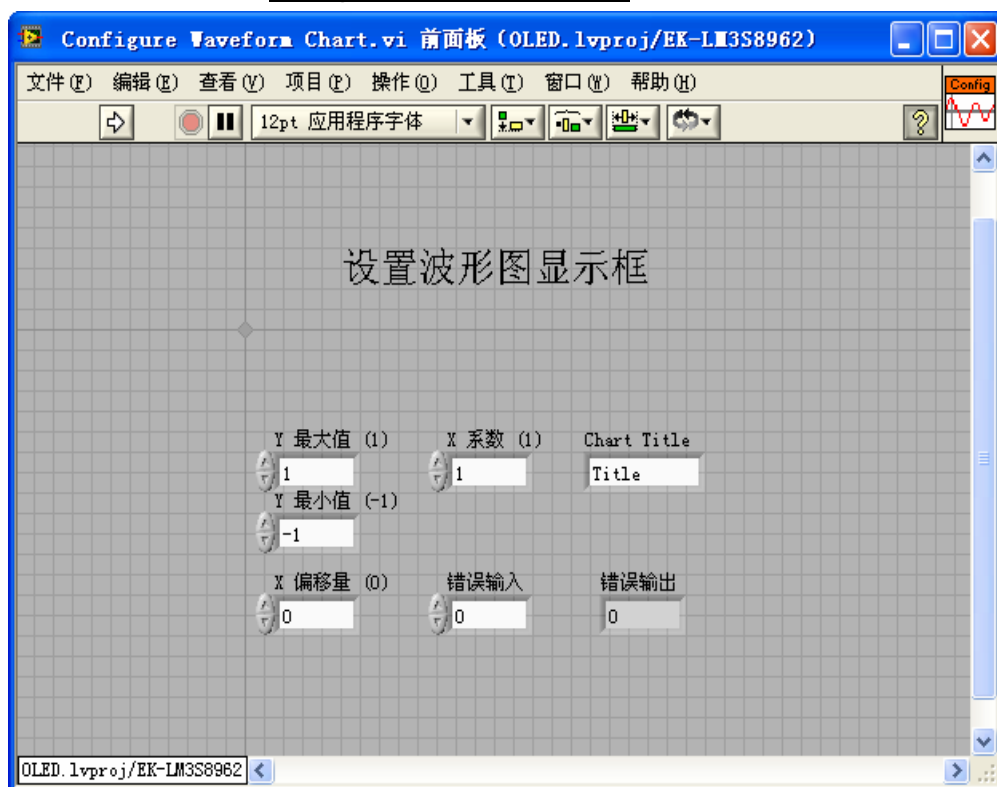 Configure Waveform Chart.vi 前面板 (OLED.lvproj/EK-LM3S8962)
文件(F) 编辑(E) 查看(V) 项目(P) 操作(O) 工具(T) 窗口(W) 帮助(H)
Config
12pt 应用程序字体
?
设置波形图显示框
Y 最大值 (1) X 系数 (1) Chart Title
1 1 Title
Y 最小值 (-1)
-1
X 偏移量 (0) 错误输入 错误输出
0 0 0
OLED.lvproj/EK-LM3S8962